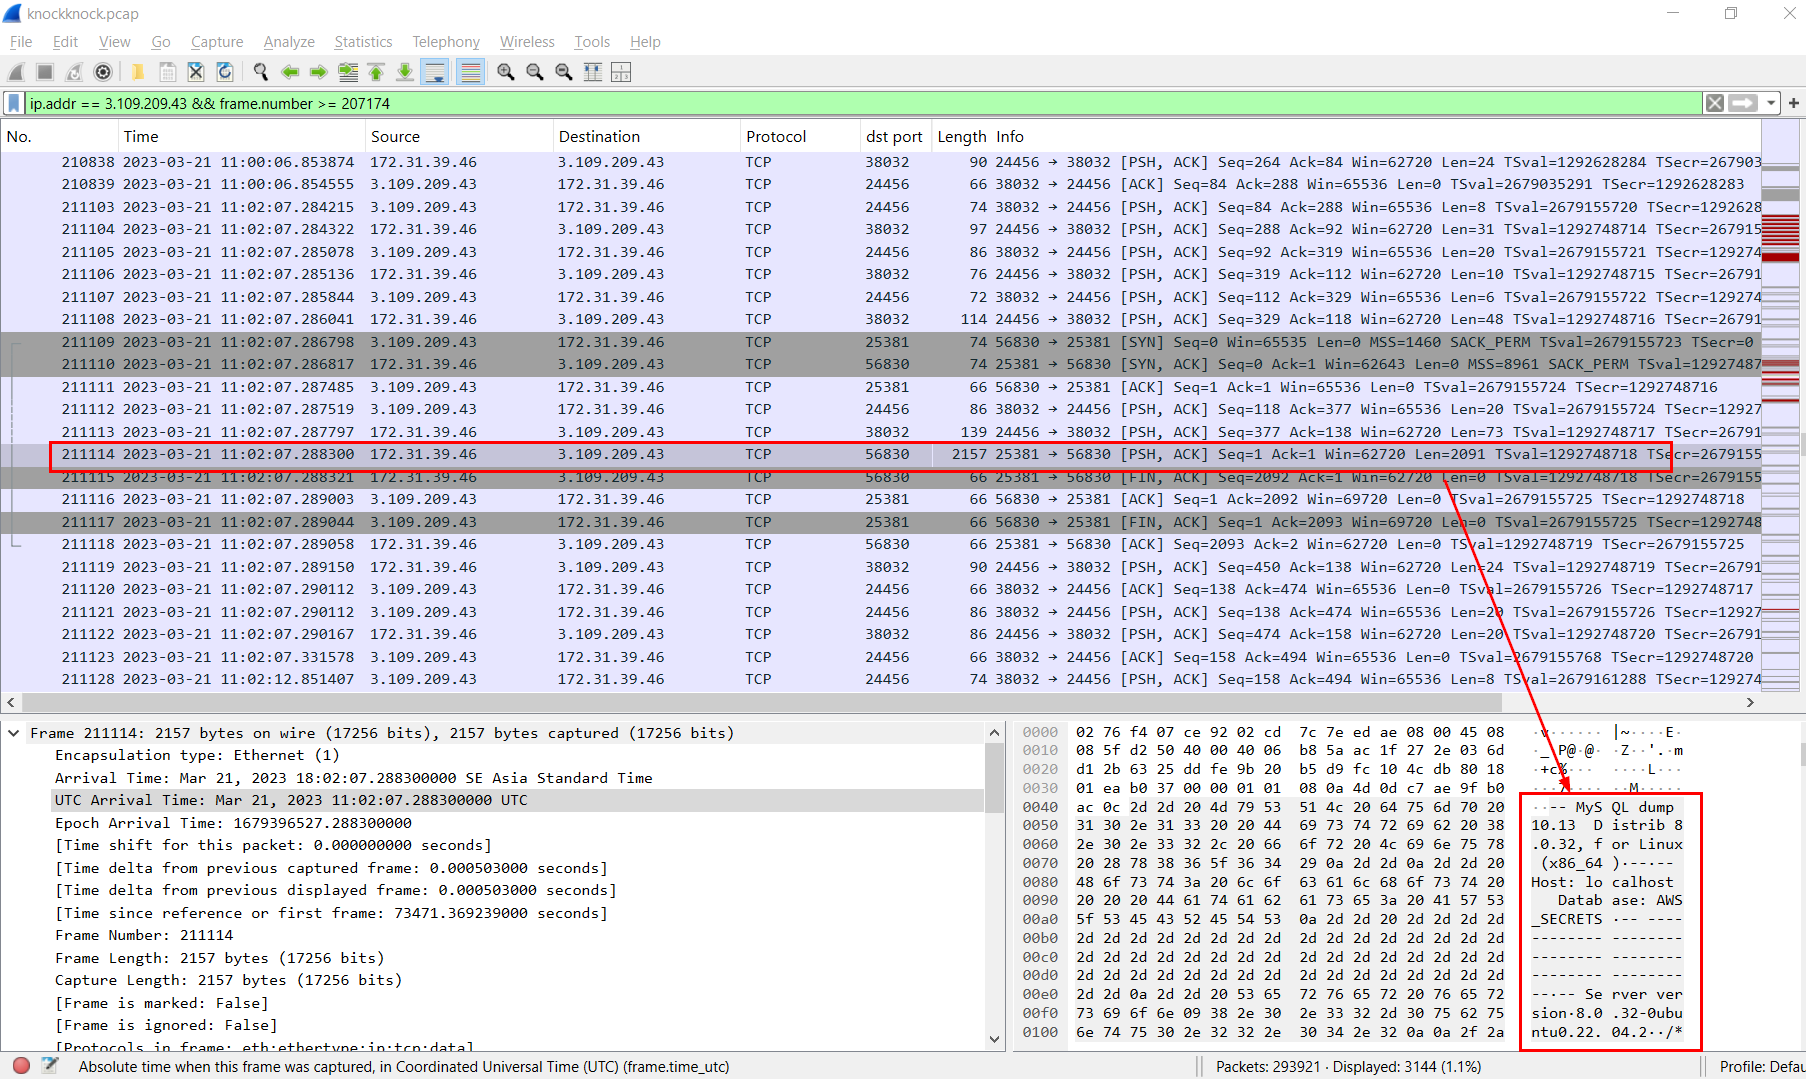 knockknock.pcap
File Edit View Go Capture Analyze Statistics Telephony Wireless Tools Help
ip.addr == 3.109.209.43 && frame.number >= 207174
No. Time Source Destination Protocol dst port Length Info
210838 2023-03-21 11:00:06.853874 172.31.39.46 3.109.209.43 TCP 38032 90 24456 → 38032 [PSH, ACK] Seq=264 Ack=84 Win=62720 Len=24 TSval=1292628284 TSecr=267903
210839 2023-03-21 11:00:06.854555 3.109.209.43 172.31.39.46 TCP 24456 66 38032 → 24456 [ACK] Seq=84 Ack=288 Win=65536 Len=0 TSval=2679035291 TSecr=1292628283
211103 2023-03-21 11:02:07.284215 3.109.209.43 172.31.39.46 TCP 24456 74 38032 → 24456 [PSH, ACK] Seq=84 Ack=288 Win=65536 Len=8 TSval=2679155720 TSecr=1292628
211104 2023-03-21 11:02:07.284322 172.31.39.46 3.109.209.43 TCP 38032 97 24456 → 38032 [PSH, ACK] Seq=288 Ack=92 Win=62720 Len=31 TSval=1292748714 TSecr=267915
211105 2023-03-21 11:02:07.285078 3.109.209.43 172.31.39.46 TCP 24456 86 38032 → 24456 [PSH, ACK] Seq=92 Ack=319 Win=65536 Len=20 TSval=2679155721 TSecr=129274
211106 2023-03-21 11:02:07.285136 172.31.39.46 3.109.209.43 TCP 38032 76 24456 → 38032 [PSH, ACK] Seq=319 Ack=112 Win=62720 Len=10 TSval=1292748715 TSecr=26791
211107 2023-03-21 11:02:07.285844 3.109.209.43 172.31.39.46 TCP 24456 72 38032 → 24456 [PSH, ACK] Seq=112 Ack=329 Win=65536 Len=6 TSval=2679155722 TSecr=129274
211108 2023-03-21 11:02:07.286041 172.31.39.46 3.109.209.43 TCP 38032 114 24456 → 38032 [PSH, ACK] Seq=329 Ack=118 Win=62720 Len=48 TSval=1292748716 TSecr=26791
211109 2023-03-21 11:02:07.286798 3.109.209.43 172.31.39.46 TCP 25381 74 56830 → 25381 [SYN] Seq=0 Win=65535 Len=0 MSS=1460 SACK_PERM TSval=2679155723 TSecr=0
211110 2023-03-21 11:02:07.286817 172.31.39.46 3.109.209.43 TCP 56830 74 25381 → 56830 [SYN, ACK] Seq=0 Ack=1 Win=62643 Len=0 MSS=8961 SACK_PERM TSval=12927487
211111 2023-03-21 11:02:07.287485 3.109.209.43 172.31.39.46 TCP 25381 66 56830 → 25381 [ACK] Seq=1 Ack=1 Win=65536 Len=0 TSval=2679155724 TSecr=1292748716
211112 2023-03-21 11:02:07.287519 3.109.209.43 172.31.39.46 TCP 24456 86 38032 → 24456 [PSH, ACK] Seq=118 Ack=377 Win=65536 Len=20 TSval=2679155724 TSecr=12927
211113 2023-03-21 11:02:07.287797 172.31.39.46 3.109.209.43 TCP 38032 139 24456 → 38032 [PSH, ACK] Seq=377 Ack=138 Win=62720 Len=73 TSval=1292748717 TSecr=26791
211114 2023-03-21 11:02:07.288300 172.31.39.46 3.109.209.43 TCP 56830 2157 25381 → 56830 [PSH, ACK] Seq=1 Ack=1 Win=62720 Len=2091 TSval=1292748718 TSecr=2679155
211115 2023-03-21 11:02:07.288321 172.31.39.46 3.109.209.43 TCP 56830 66 25381 → 56830 [FIN, ACK] Seq=2092 Ack=1 Win=62720 Len=0 TSval=1292748718 TSecr=2679155
211116 2023-03-21 11:02:07.289003 3.109.209.43 172.31.39.46 TCP 25381 66 56830 → 25381 [ACK] Seq=1 Ack=2092 Win=69720 Len=0 TSval=2679155725 TSecr=1292748718
211117 2023-03-21 11:02:07.289044 3.109.209.43 172.31.39.46 TCP 25381 66 56830 → 25381 [FIN, ACK] Seq=1 Ack=2093 Win=69720 Len=0 TSval=2679155725 TSecr=1292748
211118 2023-03-21 11:02:07.289058 172.31.39.46 3.109.209.43 TCP 56830 66 25381 → 56830 [ACK] Seq=2093 Ack=2 Win=62720 Len=0 TSval=1292748719 TSecr=2679155725
211119 2023-03-21 11:02:07.289150 172.31.39.46 3.109.209.43 TCP 38032 90 24456 → 38032 [PSH, ACK] Seq=450 Ack=138 Win=62720 Len=24 TSval=1292748719 TSecr=26791
211120 2023-03-21 11:02:07.290112 3.109.209.43 172.31.39.46 TCP 24456 66 38032 → 24456 [ACK] Seq=138 Ack=474 Win=65536 Len=0 TSval=2679155726 TSecr=1292748717
211121 2023-03-21 11:02:07.290112 3.109.209.43 172.31.39.46 TCP 24456 86 38032 → 24456 [PSH, ACK] Seq=138 Ack=474 Win=65536 Len=20 TSval=2679155726 TSecr=12927
211122 2023-03-21 11:02:07.290167 172.31.39.46 3.109.209.43 TCP 38032 86 24456 → 38032 [PSH, ACK] Seq=474 Ack=158 Win=62720 Len=20 TSval=1292748720 TSecr=26791
211123 2023-03-21 11:02:07.331578 3.109.209.43 172.31.39.46 TCP 24456 66 38032 → 24456 [ACK] Seq=158 Ack=494 Win=65536 Len=0 TSval=2679155768 TSecr=1292748720
211128 2023-03-21 11:02:12.851407 3.109.209.43 172.31.39.46 TCP 24456 74 38032 → 24456 [PSH, ACK] Seq=158 Ack=494 Win=65536 Len=8 TSval=2679161288 TSecr=129274
Frame 211114: 2157 bytes on wire (17256 bits), 2157 bytes captured (17256 bits)
Encapsulation type: Ethernet (1)
Arrival Time: Mar 21, 2023 18:02:07.288300000 SE Asia Standard Time
UTC Arrival Time: Mar 21, 2023 11:02:07.288300000 UTC
Epoch Arrival Time: 1679396527.288300000
[Time shift for this packet: 0.000000000 seconds]
[Time delta from previous captured frame: 0.000503000 seconds]
[Time delta from previous displayed frame: 0.000503000 seconds]
[Time since reference or first frame: 73471.369239000 seconds]
Frame Number: 211114
Frame Length: 2157 bytes (17256 bits)
Capture Length: 2157 bytes (17256 bits)
[Frame is marked: False]
[Frame is ignored: False]
[Protocols in frame: eth:ethertype:ip:tcp:data]
0000 02 76 f4 07 ce 92 02 cd 7c 7e ed ae 08 00 45 08 ·v······ |~····E·
0010 08 5f d2 50 40 00 40 06 b8 5a ac 1f 27 2e 03 6d ·_·P@·@· ·Z··'.·m
0020 d1 2b 63 25 dd fe 9b 20 b5 d9 fc 10 4c db 80 18 ·+c%··· ····L···
0030 01 ea b0 37 00 00 01 01 08 0a 4d 0d c7 ae 9f b0 ···7···· ··M·····
0040 ac 0c 2d 2d 20 4d 79 53 51 4c 20 64 75 6d 70 20 ··-- MyS QL dump
0050 31 30 2e 31 33 20 20 44 69 73 74 72 69 62 20 38 10.13 D istrib 8
0060 2e 30 2e 33 32 2c 20 66 6f 72 20 4c 69 6e 75 78 .0.32, f or Linux
0070 20 28 78 38 36 5f 36 34 29 0a 2d 2d 0a 2d 2d 20 (x86_64 )·--·--
0080 48 6f 73 74 3a 20 6c 6f 63 61 6c 68 6f 73 74 20 Host: lo calhost
0090 20 20 20 44 61 74 61 62 61 73 65 3a 20 41 57 53 Datab ase: AWS
00a0 5f 53 45 43 52 45 54 53 0a 2d 2d 20 2d 2d 2d 2d _SECRETS ·-- ----
00b0 2d 2d 2d 2d 2d 2d 2d 2d 2d 2d 2d 2d 2d 2d 2d 2d -------- --------
00c0 2d 2d 2d 2d 2d 2d 2d 2d 2d 2d 2d 2d 2d 2d 2d 2d -------- --------
00d0 2d 2d 2d 2d 2d 2d 2d 2d 2d 2d 2d 2d 2d 2d 2d 2d -------- --------
00e0 2d 2d 0a 2d 2d 20 53 65 72 76 65 72 20 76 65 72 --·-- Se rver ver
00f0 73 69 6f 6e 09 38 2e 30 2e 33 32 2d 30 75 62 75 sion·8.0 .32-0ubu
0100 6e 74 75 30 2e 32 32 2e 30 34 2e 32 0a 0a 2f 2a ntu0.22. 04.2··/*
Absolute time when this frame was captured, in Coordinated Universal Time (UTC) (frame.time_utc)
Packets: 293921 · Displayed: 3144 (1.1%)
Profile: Defau